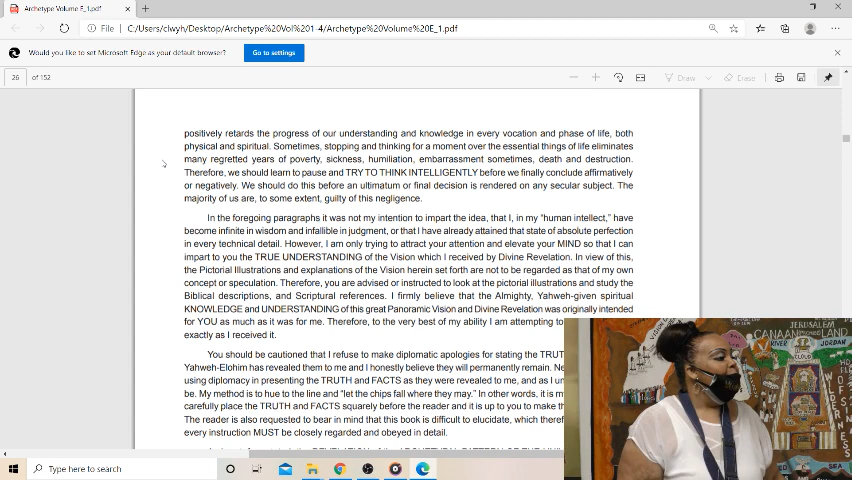 Archetype Volume E_1.pdf
File
C:/Users/clwyh/Desktop/Archetype%20Vol%201-4/Archetype%20Volume%20E_1.pdf
Would you like to set Microsoft Edge as your default browser?
Go to settings
26 of 152
Draw
Erase
positively retards the progress of our understanding and knowledge in every vocation and phase of life, both
physical and spiritual. Sometimes, stopping and thinking for a moment over the essential things of life eliminates
many regretted years of poverty, sickness, humiliation, embarrassment sometimes, death and destruction.
Therefore, we should learn to pause and TRY TO THINK INTELLIGENTLY before we finally conclude affirmatively
or negatively. We should do this before an ultimatum or final decision is rendered on any secular subject. The
majority of us are, to some extent, guilty of this negligence.
In the foregoing paragraphs it was not my intention to impart the idea, that I, in my "human intellect," have
become infinite in wisdom and infallible in judgment, or that I have already attained that state of absolute perfection
in every technical detail. However, I am only trying to attract your attention and elevate your MIND so that I can
impart to you the TRUE UNDERSTANDING of the Vision which I received by Divine Revelation. In view of this,
the Pictorial Illustrations and explanations of the Vision herein set forth are not to be regarded as that of my own
concept or speculation. Therefore, you are advised or instructed to look at the pictorial illustrations and study the
Biblical descriptions, and Scriptural references. I firmly believe that the Almighty, Yahweh-given spiritual
KNOWLEDGE and UNDERSTANDING of this great Panoramic Vision and Divine Revelation was originally intended
for YOU as much as it was for me. Therefore, to the very best of my ability I am attempting to
exactly as I received it.
You should be cautioned that I refuse to make diplomatic apologies for stating the TRUT
Yahweh-Elohim has revealed them to me and I honestly believe they will permanently remain. Ne
using diplomacy in presenting the TRUTH and FACTS as they were revealed to me, and as I un
be. My method is to hue to the line and "let the chips fall where they may." In other words, it is m
carefully place the TRUTH and FACTS squarely before the reader and it is up to you to make th
The reader is also requested to bear in mind that this book is difficult to elucidate, which theref
every instruction MUST be closely regarded and obeyed in detail.
JERUSALEM
CANAAN LAND
RIVER
JORDAN
CLOUD
WILDERNESS
OF SIN
SEA
Type here to search